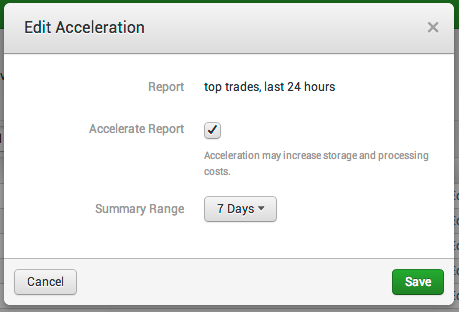 Edit Acceleration
×
Report top trades, last 24 hours
Accelerate Report
Acceleration may increase storage and processing
costs.
Summary Range 7 Days
Cancel Save